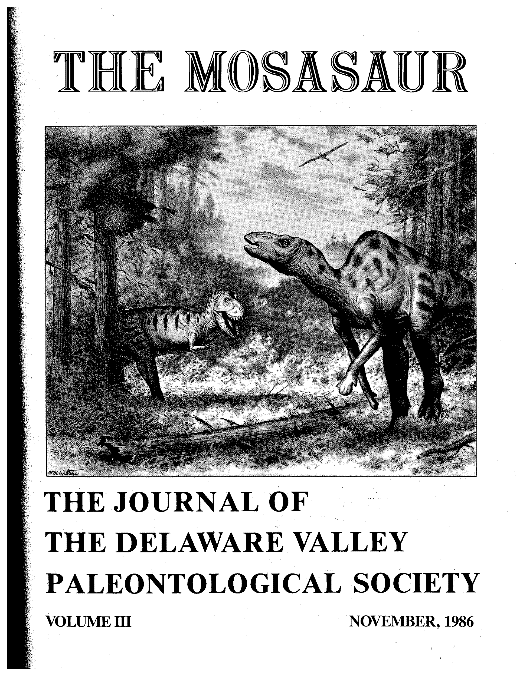 THE MOSASAUR
THE JOURNAL OF
THE DELAWARE VALLEY
PALEONTOLOGICAL SOCIETY
VOLUME III
NOVEMBER, 1986